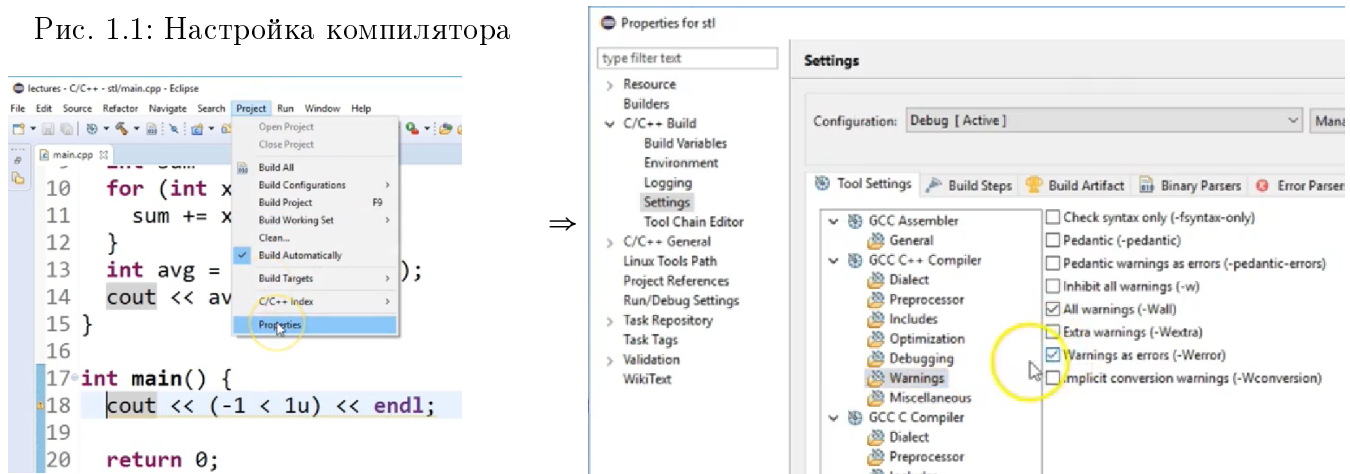 Рис. 1.1: Настройка компилятора
lectures - C/C++ - stl/main.cpp - Eclipse
File Edit Source Refactor Navigate Search Project Run Window Help
main.cpp
Open Project
Close Project
Build All
Build Configurations
Build Project F9
Build Working Set
Clean...
Build Automatically
Build Targets
C/C++ Index
Properties
10 for (int x
11 sum += x
12 }
13 int avg = );
14 cout << av
15 }
16
17 int main() {
18 cout << (-1 < 1u) << endl;
19
20 return 0;
⇒
Properties for stl
type filter text
Resource
Builders
C/C++ Build
Build Variables
Environment
Logging
Settings
Tool Chain Editor
C/C++ General
Linux Tools Path
Project References
Run/Debug Settings
Task Repository
Task Tags
Validation
WikiText
Settings
Configuration: Debug [ Active ] Mana
Tool Settings Build Steps Build Artifact Binary Parsers Error Parser
GCC Assembler
General
GCC C++ Compiler
Dialect
Preprocessor
Includes
Optimization
Debugging
Warnings
Miscellaneous
GCC C Compiler
Dialect
Preprocessor
Check syntax only (-fsyntax-only)
Pedantic (-pedantic)
Pedantic warnings as errors (-pedantic-errors)
Inhibit all warnings (-w)
All warnings (-Wall)
Extra warnings (-Wextra)
Warnings as errors (-Werror)
Implicit conversion warnings (-Wconversion)